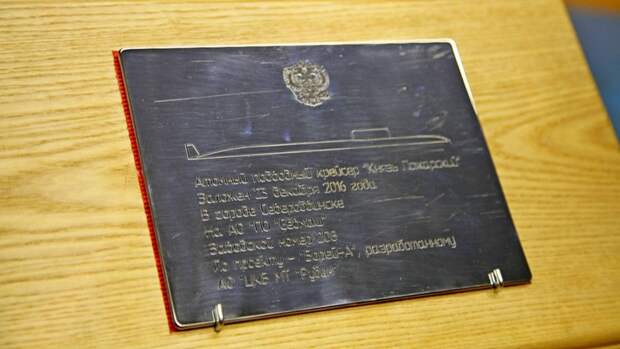 Атомный подводный крейсер "Князь Пожарский"
Заложен 23 декабря 2016 года
В городе Северодвинске
на АО "ПО "Севмаш"
Заводской номер 208
По проекту - "Борей-А", разработанному
АО "ЦКБ МТ "Рубин"